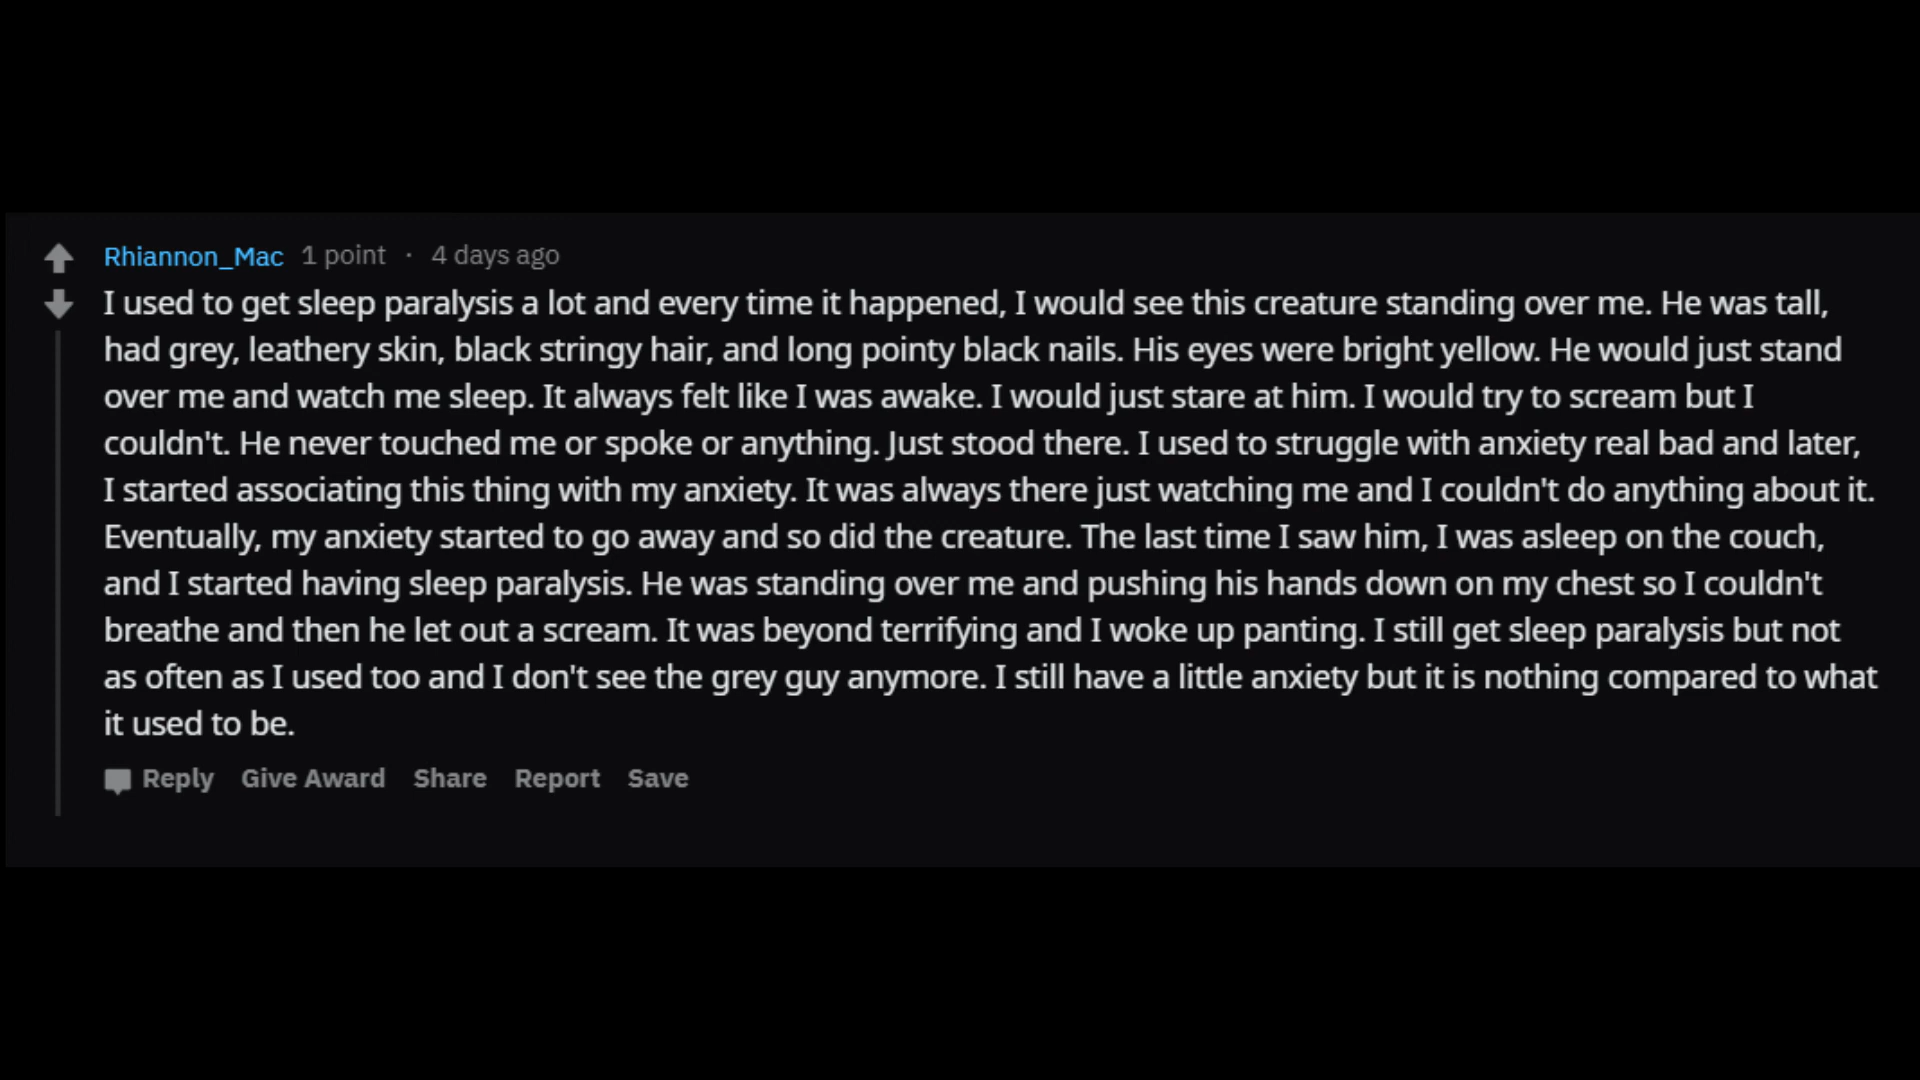 Rhiannon_Mac 1 point · 4 days ago
I used to get sleep paralysis a lot and every time it happened, I would see this creature standing over me. He was tall,
had grey, leathery skin, black stringy hair, and long pointy black nails. His eyes were bright yellow. He would just stand
over me and watch me sleep. It always felt like I was awake. I would just stare at him. I would try to scream but I
couldn't. He never touched me or spoke or anything. Just stood there. I used to struggle with anxiety real bad and later,
I started associating this thing with my anxiety. It was always there just watching me and I couldn't do anything about it.
Eventually, my anxiety started to go away and so did the creature. The last time I saw him, I was asleep on the couch,
and I started having sleep paralysis. He was standing over me and pushing his hands down on my chest so I couldn't
breathe and then he let out a scream. It was beyond terrifying and I woke up panting. I still get sleep paralysis but not
as often as I used too and I don't see the grey guy anymore. I still have a little anxiety but it is nothing compared to what
it used to be.
Reply Give Award Share Report Save